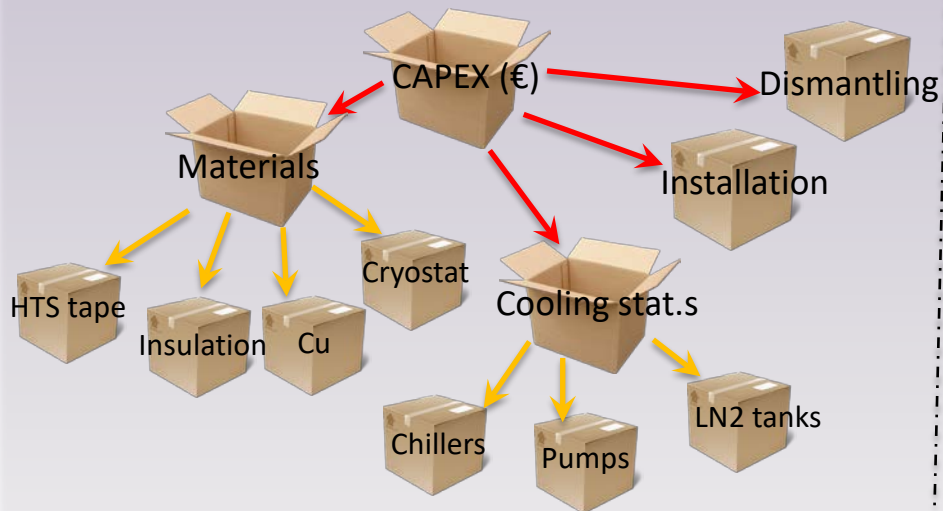 CAPEX (€)
Dismantling
Materials
Installation
HTS tape
Insulation
Cu
Cryostat
Cooling stat.s
Chillers
Pumps
LN2 tanks